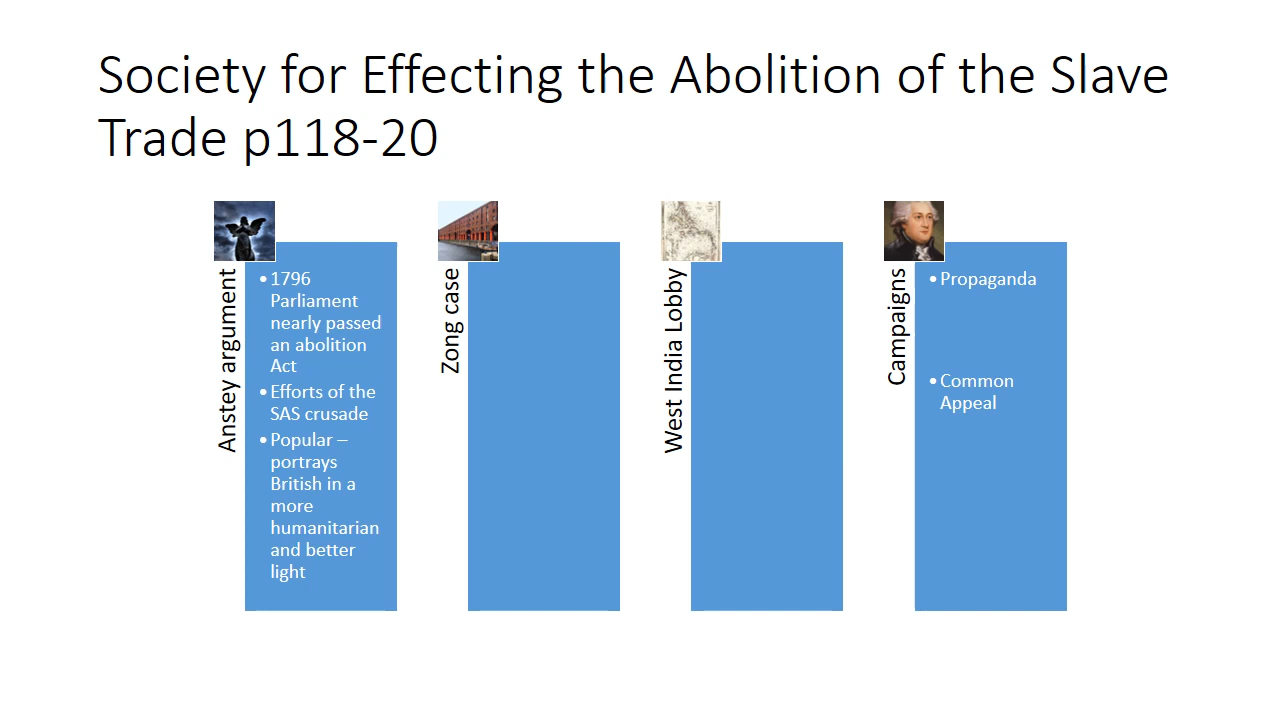 Society for Effecting the Abolition of the Slave
Trade p118-20
Anstey argument
• 1796
Parliament
nearly passed
an abolition
Act
• Efforts of the
SAS crusade
• Popular –
portrays
British in a
more
humanitarian
and better
light
Zong case
West India Lobby
Campaigns
• Propaganda
• Common
Appeal